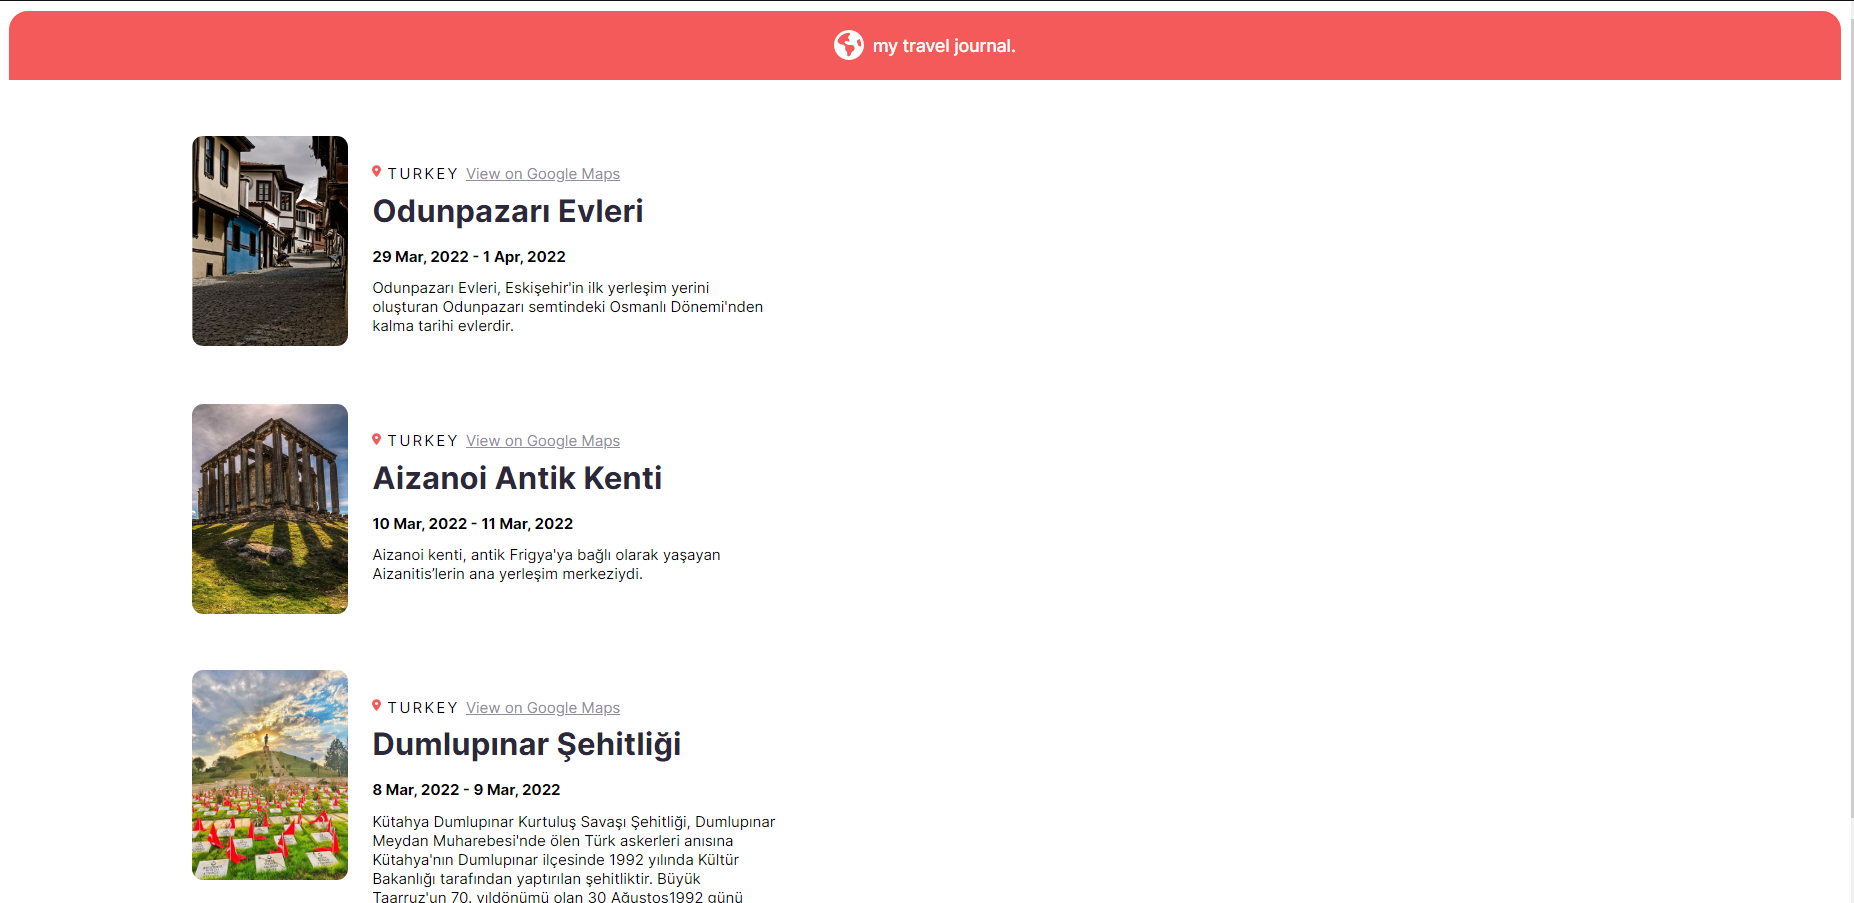 my travel journal.
TURKEY View on Google Maps
Odunpazarı Evleri
29 Mar, 2022 - 1 Apr, 2022
Odunpazarı Evleri, Eskişehir'in ilk yerleşim yerini
oluşturan Odunpazarı semtindeki Osmanlı Dönemi'nden
kalma tarihi evlerdir.
TURKEY View on Google Maps
Aizanoi Antik Kenti
10 Mar, 2022 - 11 Mar, 2022
Aizanoi kenti, antik Frigya'ya bağlı olarak yaşayan
Aizanitis’lerin ana yerleşim merkeziydi.
TURKEY View on Google Maps
Dumlupınar Şehitliği
8 Mar, 2022 - 9 Mar, 2022
Kütahya Dumlupınar Kurtuluş Savaşı Şehitliği, Dumlupınar
Meydan Muharebesi'nde ölen Türk askerleri anısına
Kütahya'nın Dumlupınar ilçesinde 1992 yılında Kültür
Bakanlığı tarafından yaptırılan şehitliktir. Büyük
Taarruz'un 70. yıldönümü olan 30 Ağustos1992 günü